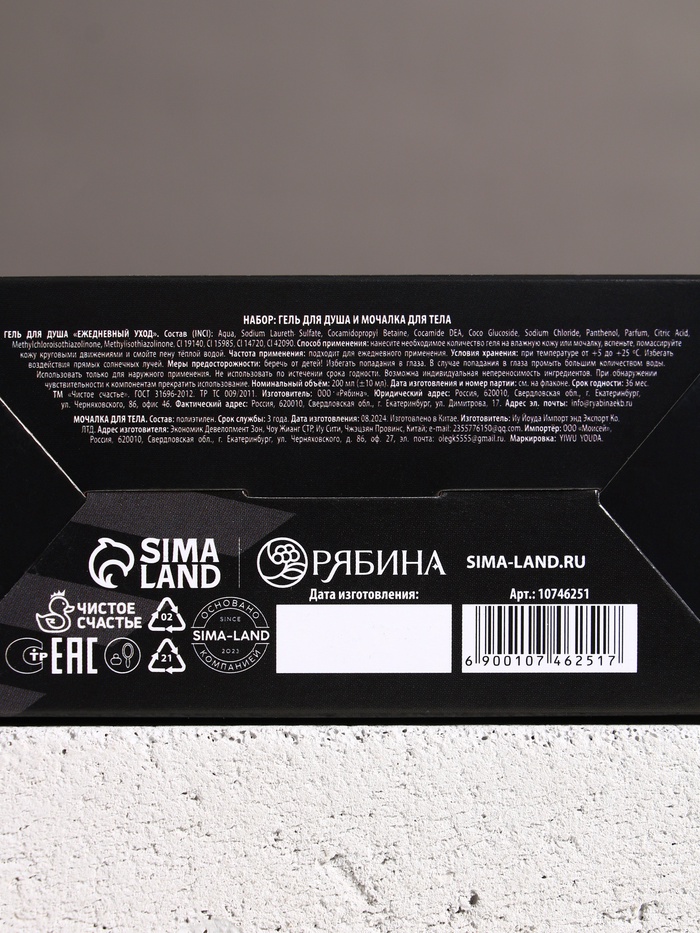 НАБОР: ГЕЛЬ ДЛЯ ДУША И МОЧАЛКА ДЛЯ ТЕЛА
ГЕЛЬ ДЛЯ ДУША «ЕЖЕДНЕВНЫЙ УХОД». Состав (INCI): Aqua, Sodium Laureth Sulfate, Cocamidopropyl Betaine, Cocamide DEA, Coco Glucoside, Sodium Chloride, Panthenol, Parfum, Citric Acid,
Methylchloroisothiazolinone, Methylisothiazolinone, CI 19140, CI 15985, CI 14720, CI 42090. Способ применения: нанесите необходимое количество геля на влажную кожу или мочалку, вспеньте, помассируйте
кожу круговыми движениями и смойте пену тёплой водой. Частота применения: подходит для ежедневного применения. Условия хранения: при температуре от +5 до +25 °C. Избегать
воздействия прямых солнечных лучей. Меры предосторожности: беречь от детей! Избегать попадания в глаза. В случае попадания в глаза промыть большим количеством воды.
Использовать только для наружного применения. Не использовать по истечении срока годности. Возможна индивидуальная непереносимость ингредиентов. При обнаружении
чувствительности к компонентам прекратить использование. Номинальный объём: 200 мл (±10 мл). Дата изготовления и номер партии: см. на флаконе. Срок годности: 36 мес.
ТМ «Чистое счастье». ГОСТ 31696-2012. ТР ТС 009/2011. Изготовитель: ООО «Рябина». Юридический адрес: Россия, 620010, Свердловская обл., г. Екатеринбург,
ул. Черняховского, 86, офис 46. Фактический адрес: Россия, 620010, Свердловская обл., г. Екатеринбург, ул. Димитрова, 17. Адрес эл. почты: info@ryabinaekb.ru
МОЧАЛКА ДЛЯ ТЕЛА. Состав: полиэтилен. Срок службы: 3 года. Дата изготовления: 08.2024. Изготовлено в Китае. Изготовитель: Иу Йоуда Импорт энд Экспорт Ко.
ЛТД. Адрес изготовителя: Экономик Девелопмент Зон, Чоу Жианг СТР, Иу Сити, Чжэцзян Провинс, Китай; e-mail: 2355776150@qq.com. Импортёр: ООО «Моисей»,
Россия, 620010, Свердловская обл., г. Екатеринбург, ул. Черняховского, д. 86, оф. 27, эл. почта: olegk5555@gmail.ru. Маркировка: YIWU YOUDA.
SIMA LAND
РЯБИНА
SIMA-LAND.RU
Дата изготовления:
Арт.: 10746251
ЧИСТОЕ
СЧАСТЬЕ
02
ОСНОВАНО
SINCE
SIMA-LAND
2023
КОМПАНИЕЙ
СТР
EAC
21
6 900107 462517